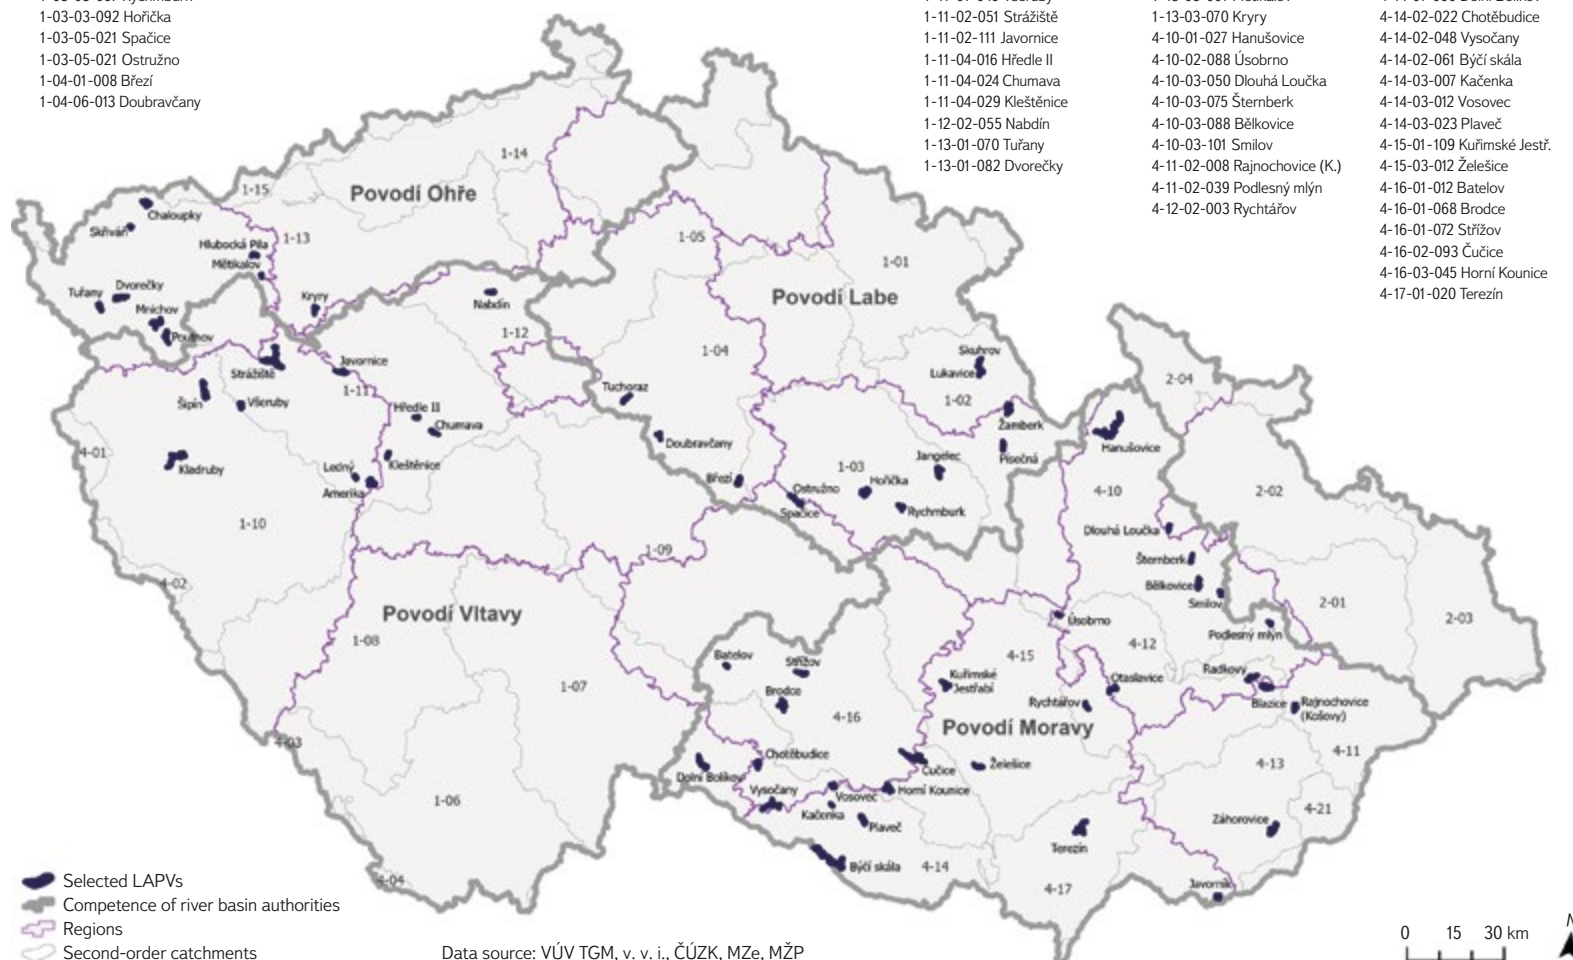 1-03-03-092 Hořička
1-03-05-021 Spačice
1-03-05-021 Ostružno
1-04-01-008 Březí
1-04-06-013 Doubravčany
1-11-02-051 Strážiště
1-11-02-111 Javornice
1-11-04-016 Hředle II
1-11-04-024 Chumava
1-11-04-029 Kleštěnice
1-12-02-055 Nabdín
1-13-01-070 Tuřany
1-13-01-082 Dvorečky
1-13-03-070 Kryry
4-10-01-027 Hanušovice
4-10-02-088 Úsobrno
4-10-03-050 Dlouhá Loučka
4-10-03-075 Šternberk
4-10-03-088 Bělkovice
4-10-03-101 Smilov
4-11-02-008 Rajnochovice (K.)
4-11-02-039 Podlesný mlýn
4-12-02-003 Rychtářov
4-14-02-022 Chotěbudice
4-14-02-048 Vysočany
4-14-02-061 Býčí skála
4-14-03-007 Kačenka
4-14-03-012 Vosovec
4-14-03-023 Plaveč
4-15-01-109 Kuřimské Jestř.
4-15-03-012 Želešice
4-16-01-012 Batelov
4-16-01-068 Brodce
4-16-01-072 Střížov
4-16-02-093 Čučice
4-16-03-045 Horní Kounice
4-17-01-020 Terezín
1-14
1-15
Povodí Ohře
Chaloupky
Skřiváň
1-13
1-05
Hlubocká Pila
Mětikalov
1-01
Tuřany
Dvorečky
Kryry
Nabdín
Povodí Labe
Mnichov
Poutnov
1-12
Strážiště
Javornice
1-04
Skuhrov
Lukavice
2-04
Šipín
Všeruby
1-11
Tuchoraz
1-02
Hředle II
Chumava
Žamberk
Hanušovice
Doubravčany
Písečná
4-01
Kladruby
Lečný
Kleštěnice
Amerika
Březí
Jangelec
1-03
Hořička
Ostružno
Spačice
Rychmburk
4-10
2-02
1-10
Dlouhá Loučka
1-09
Šternberk
4-02
Bělkovice
Smilov
2-01
2-03
Povodí Vltavy
Úsobrno
Podlesný mlýn
1-08
4-12
Batelov
Střížov
4-15
Radkovy
1-07
Kuřimské
Jestřabí
Otaslavice
Brodce
Rychtářov
Blazice
Rajnochovice
(Košovy)
4-16
Povodí Moravy
4-03
Chotěbudice
4-11
Čučice
Želešice
4-13
Dolní Bolíkov
Vysočany
Vosovec
Horní Kounice
1-06
Kačenka
4-21
Plaveč
Záhorovice
Terezín
Býčí skála
4-14
4-04
4-17
Javorník
Selected LAPVs
Competence of river basin authorities
Regions
Second-order catchments
Data source: VÚV TGM, v. v. i., ČÚZK, MZe, MŽP
0 15 30 km